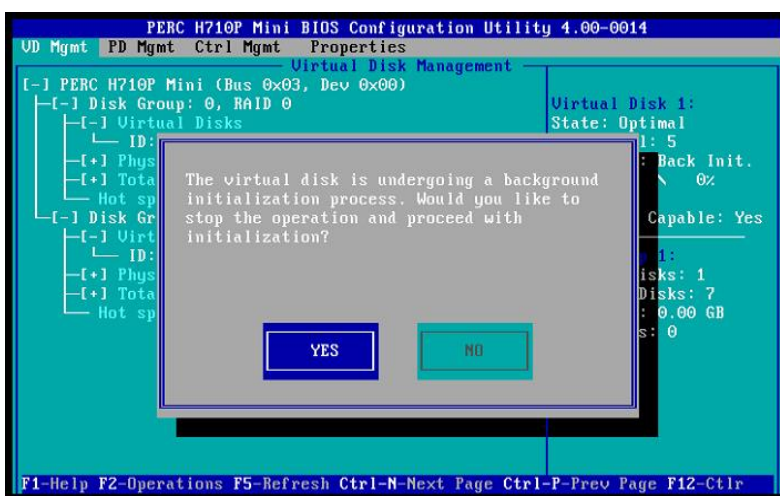 PERC H710P Mini BIOS Configuration Utility 4.00-0014
VD Mgmt PD Mgmt Ctrl Mgmt Properties
Virtual Disk Management
[-] PERC H710P Mini (Bus 0x03, Dev 0x00)
[-] Disk Group: 0, RAID 0
Virtual Disk 1:
[-] Virtual Disks
State: Optimal
ID:
l: 5
[+] Phys
: Back Init.
[+] Tota
\ 0%
Hot sp
[-] Disk Gr
Capable: Yes
[-] Virt
ID:
1:
[+] Phys
isks: 1
[+] Tota
Disks: 7
Hot sp
: 0.00 GB
s: 0
The virtual disk is undergoing a background
initialization process. Would you like to
stop the operation and proceed with
initialization?
YES
NO
F1-Help F2-Operations F5-Refresh Ctrl-N-Next Page Ctrl-P-Prev Page F12-Ctlr